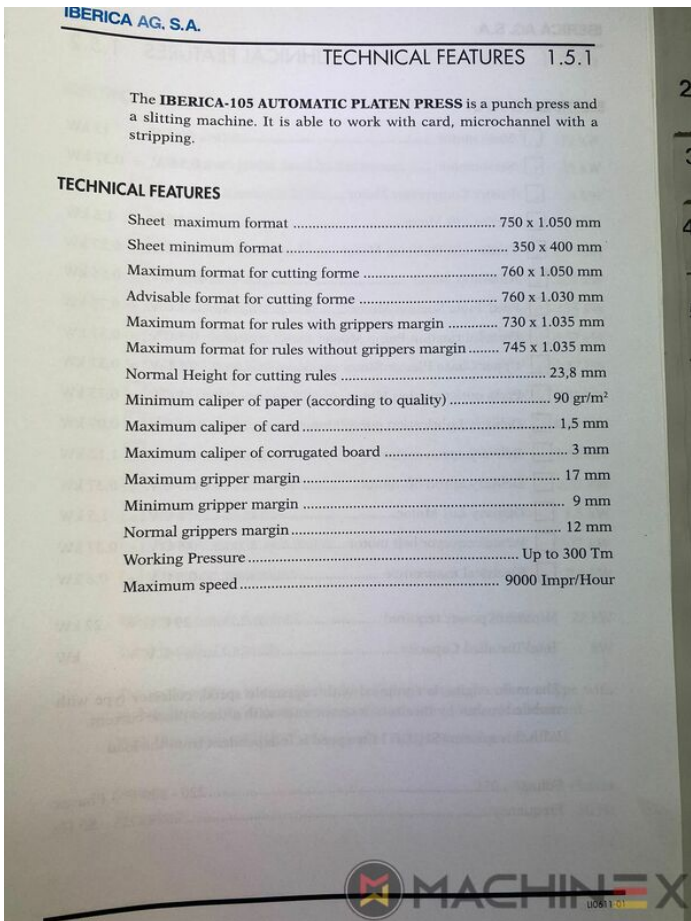 IBERICA AG, S.A.
TECHNICAL FEATURES 1.5.1
The IBERICA-105 AUTOMATIC PLATEN PRESS is a punch press and
a slitting machine. It is able to work with card, microchannel with a
stripping.
TECHNICAL FEATURES
Sheet maximum format ........ 750 x 1.050 mm
Sheet minimum format ........ 350 x 400 mm
Maximum format for cutting forme ........ 760 x 1.050 mm
Advisable format for cutting forme ........ 760 x 1.030 mm
Maximum format for rules with grippers margin ........ 730 x 1.035 mm
Maximum format for rules without grippers margin ........ 745 x 1.035 mm
Normal Height for cutting rules ........ 23,8 mm
Minimum caliper of paper (according to quality) ........ 90 gr/m²
Maximum caliper of card ........ 1,5 mm
Maximum caliper of corrugated board ........ 3 mm
Maximum gripper margin ........ 17 mm
Minimum gripper margin ........ 9 mm
Normal grippers margin ........ 12 mm
Working Pressure ........ Up to 300 Tm
Maximum speed ........ 9000 Impr/Hour
MACHINEX
LI0611-01
2